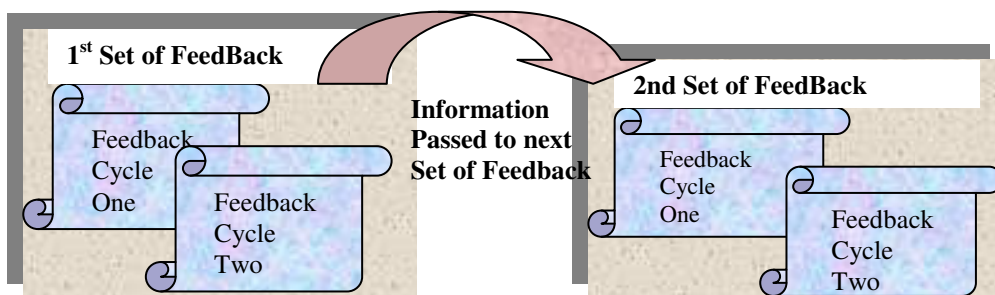 1st Set of FeedBack
Feedback
Cycle
One
Feedback
Cycle
Two
Information
Passed to next
Set of Feedback
2nd Set of FeedBack
Feedback
Cycle
One
Feedback
Cycle
Two